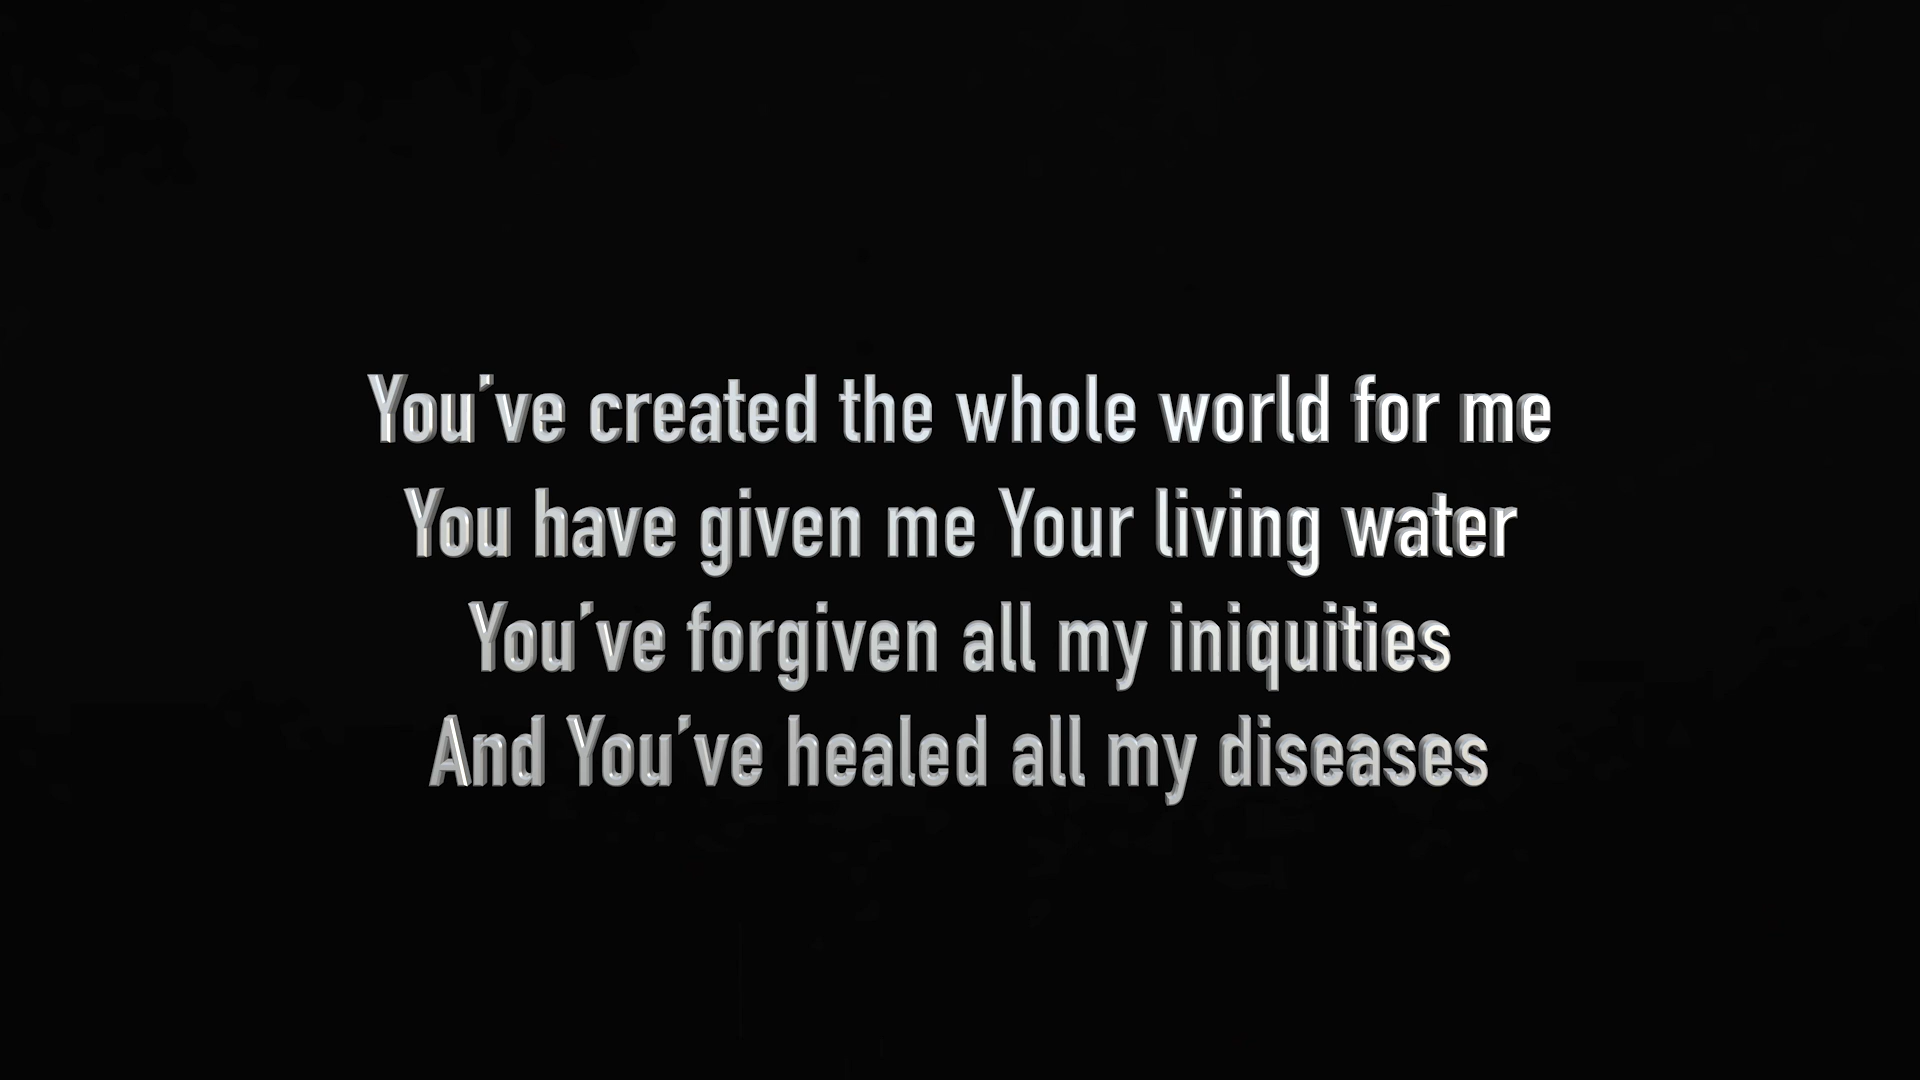 You've created the whole world for me
You have given me Your living water
You've forgiven all my iniquities
And You've healed all my diseases